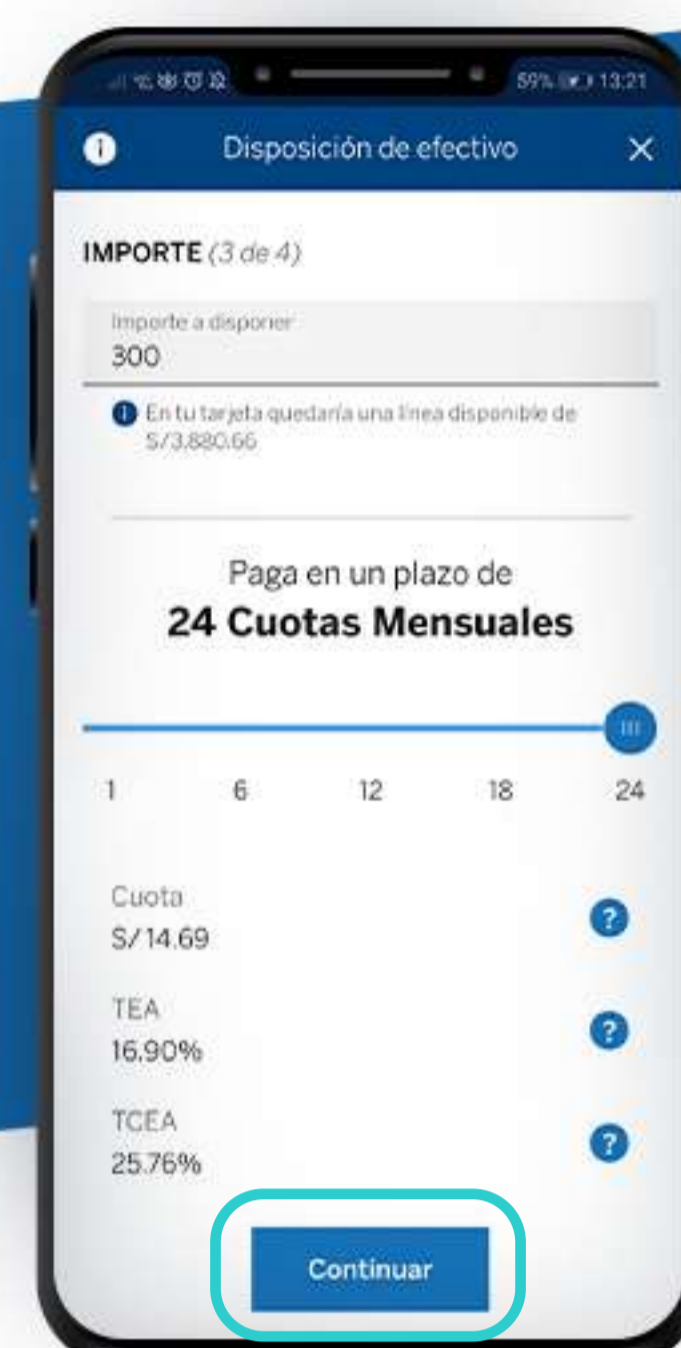 59% 13:21
Disposición de efectivo
IMPORTE (3 de 4)
Importe a disponer
300
En tu tarjeta quedaría una línea disponible de
S/3,880.66
Paga en un plazo de
24 Cuotas Mensuales
1 6 12 18 24
Cuota
S/ 14.69
TEA
16.90%
TCEA
25.76%
Continuar